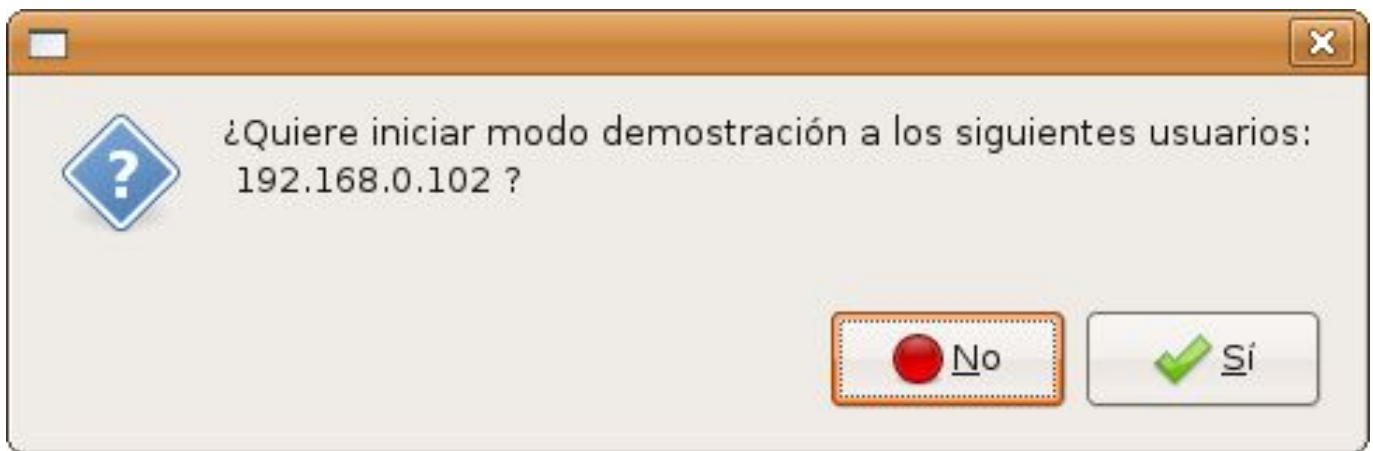 ¿Quiere iniciar modo demostración a los siguientes usuarios:
192.168.0.102 ?
No
Sí